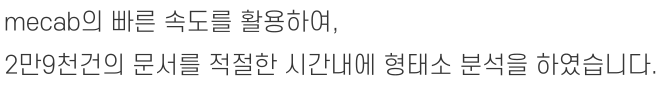 mecab의 빠른 속도를 활용하여,
2만9천건의 문서를 적절한 시간내에 형태소 분석을 하였습니다.